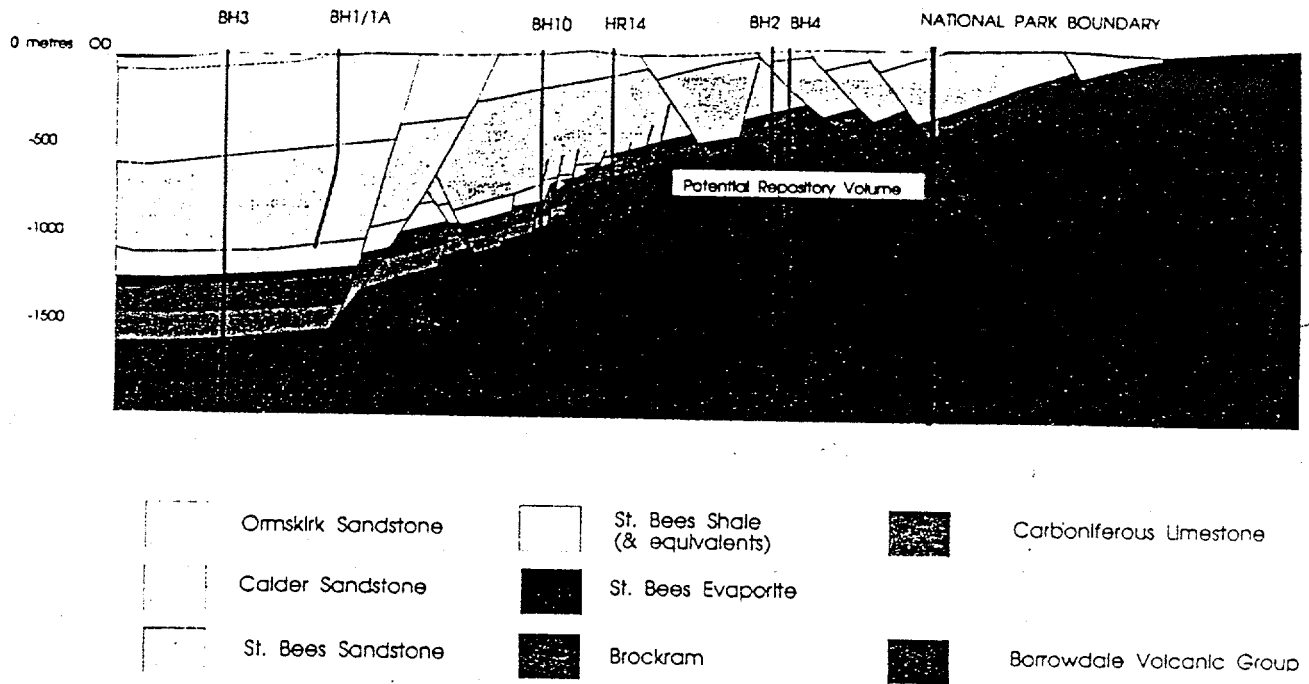 BH3 BH1/1A BH10 HR14 BH2 BH4 NATIONAL PARK BOUNDARY
0 metres OD
-500
Potential Repository Volume
-1000
-1500
Ormskirk Sandstone
St. Bees Shale
(& equivalents)
Carboniferous Limestone
Calder Sandstone
St. Bees Evaporite
St. Bees Sandstone
Brockram
Borrowdale Volcanic Group